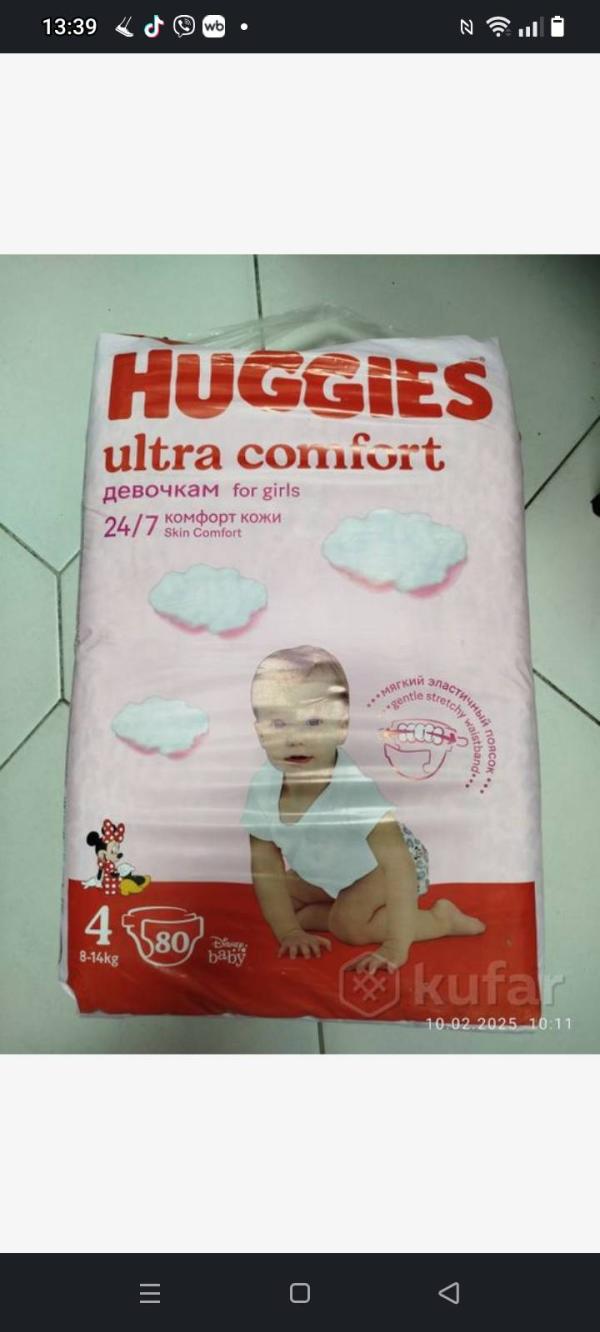 13:39
wb
HUGGIES
ultra comfort
девочкам for girls
24/7 комфорт кожи
Skin Comfort
мягкий эластичный поясок
gentle stretchy waistband
4
80
8-14kg
Disney
baby
kufar
10.02.2025 10:11